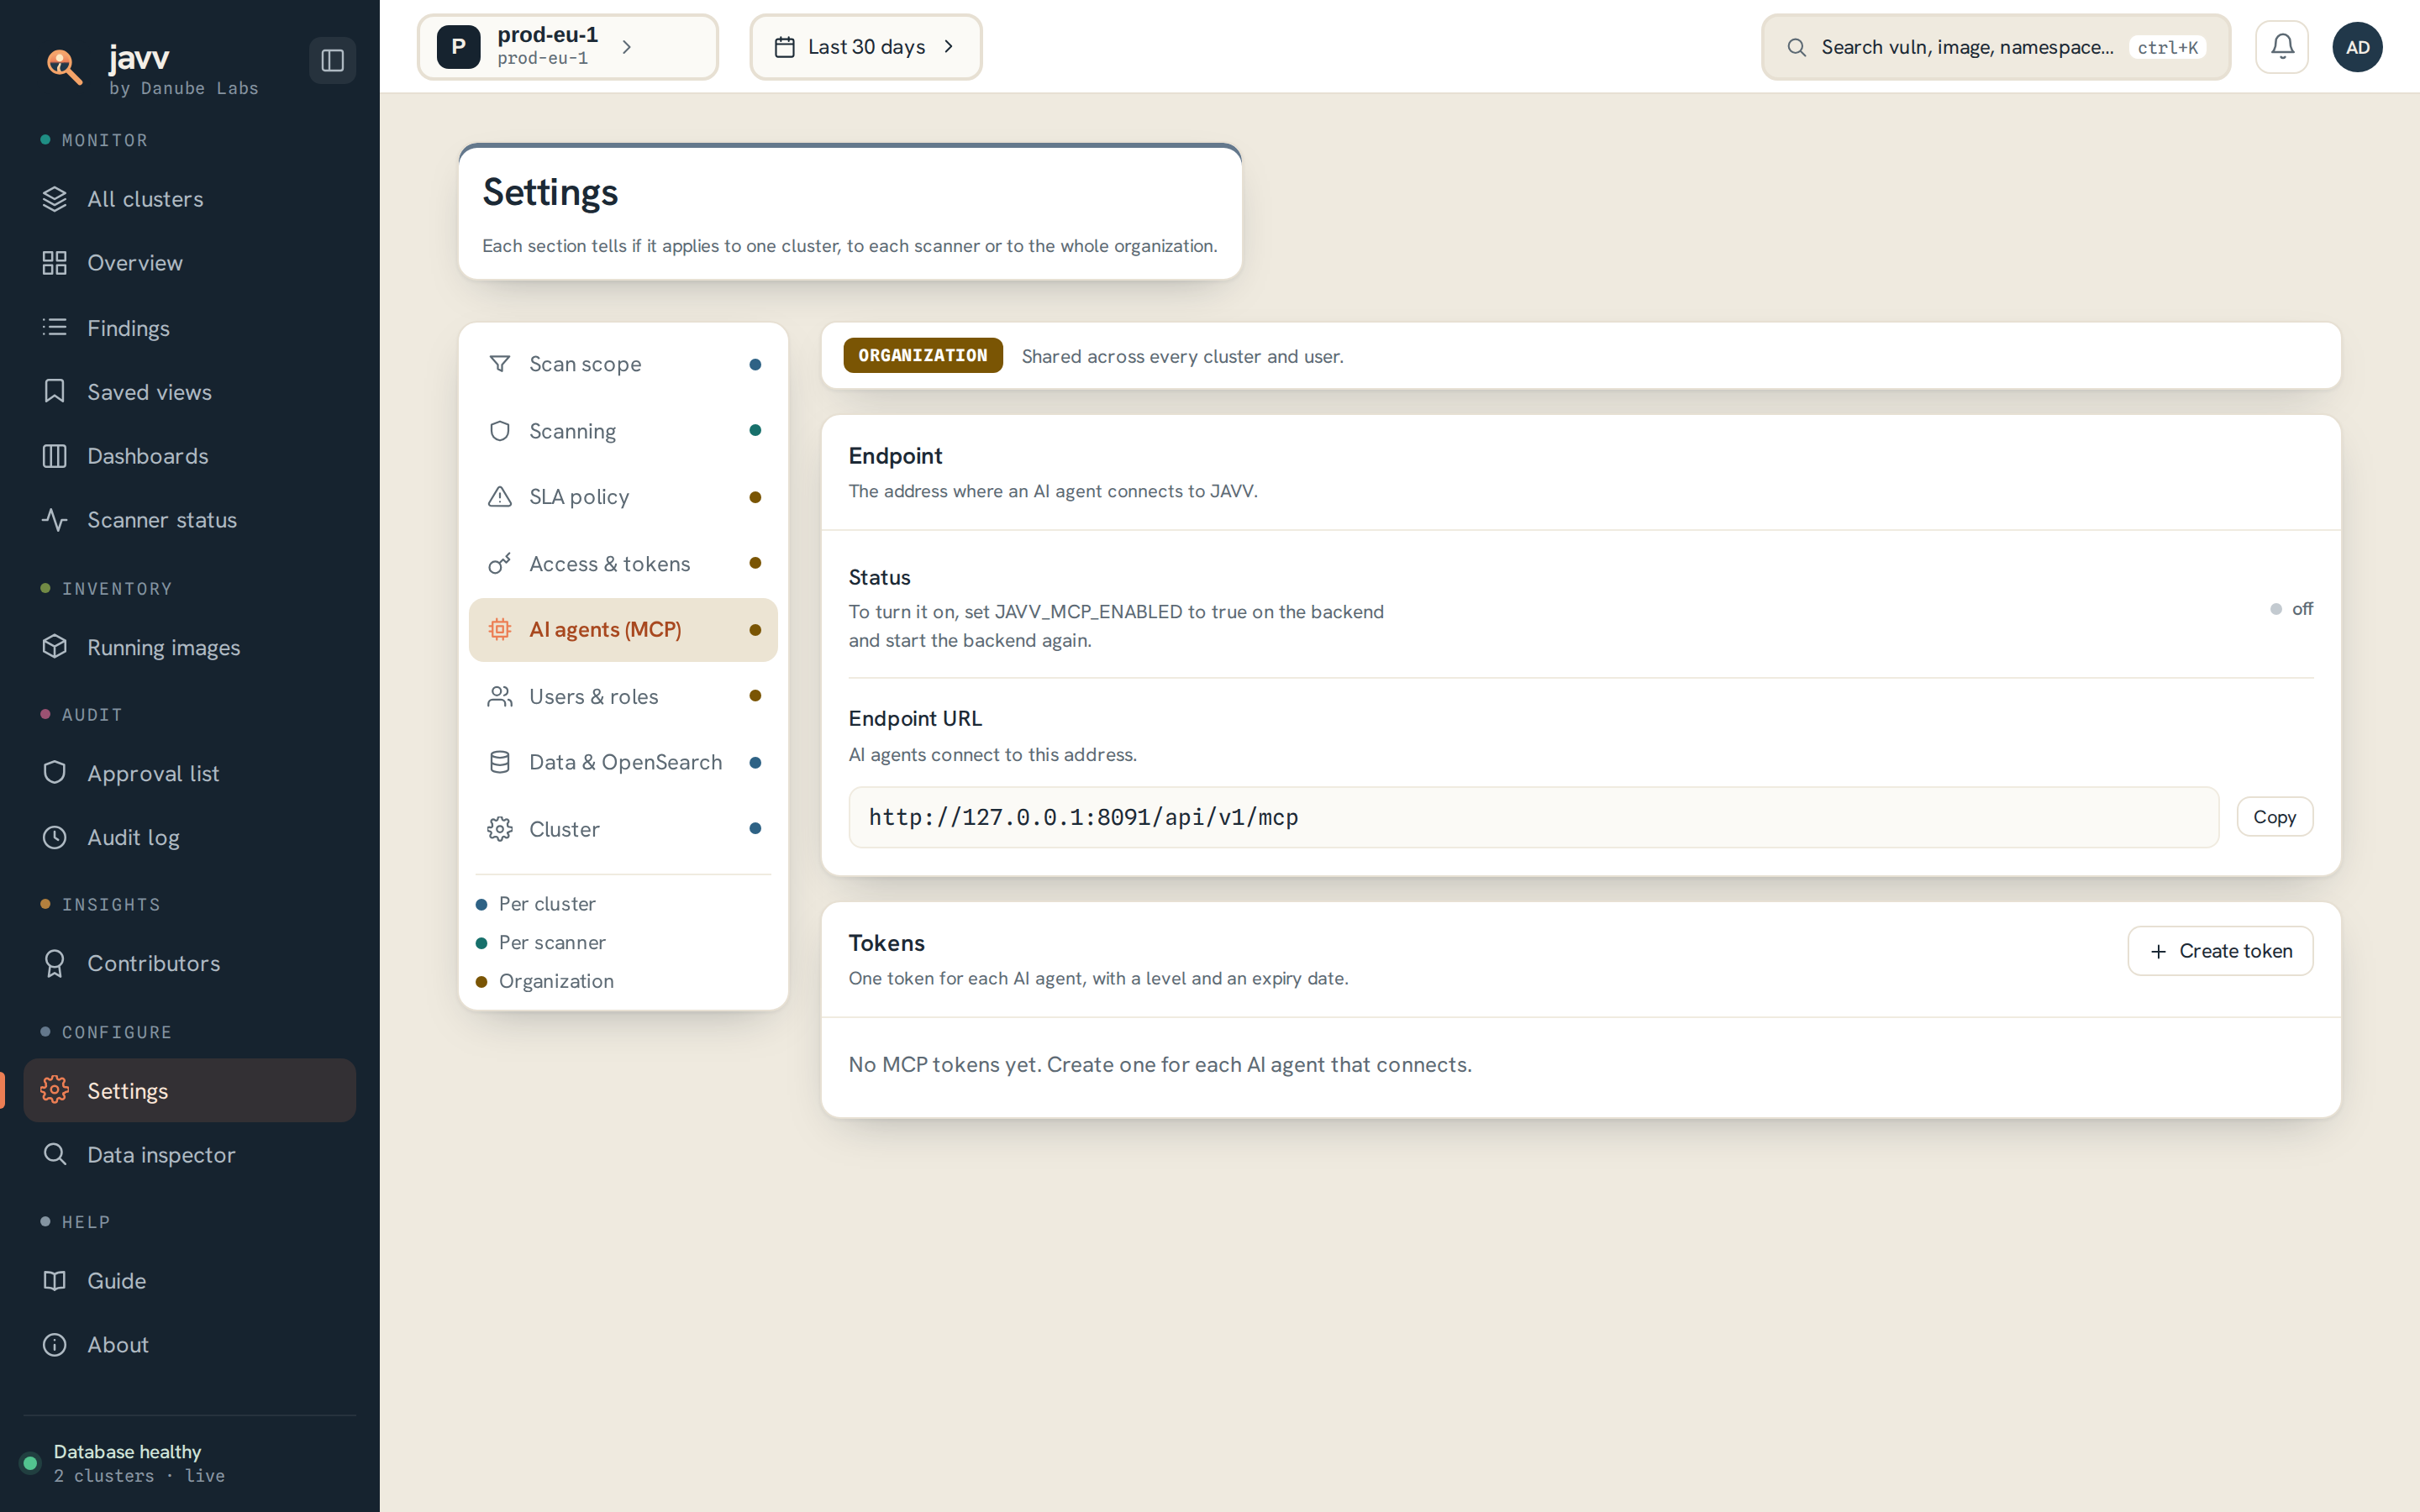 javv
by Danube Labs
MONITOR
All clusters
Overview
Findings
Saved views
Dashboards
Scanner status
INVENTORY
Running images
AUDIT
Approval list
Audit log
INSIGHTS
Contributors
CONFIGURE
Settings
Data inspector
HELP
Guide
About
Database healthy
2 clusters · live
P
prod-eu-1
prod-eu-1
Last 30 days
Search vuln, image, namespace...
ctrl+K
AD
Settings
Each section tells if it applies to one cluster, to each scanner or to the whole organization.
Scan scope
Scanning
SLA policy
Access & tokens
AI agents (MCP)
Users & roles
Data & OpenSearch
Cluster
Per cluster
Per scanner
Organization
ORGANIZATION
Shared across every cluster and user.
Endpoint
The address where an AI agent connects to JAVV.
Status
To turn it on, set JAVV_MCP_ENABLED to true on the backend
and start the backend again.
off
Endpoint URL
AI agents connect to this address.
http://127.0.0.1:8091/api/v1/mcp
Copy
Tokens
One token for each AI agent, with a level and an expiry date.
Create token
No MCP tokens yet. Create one for each AI agent that connects.